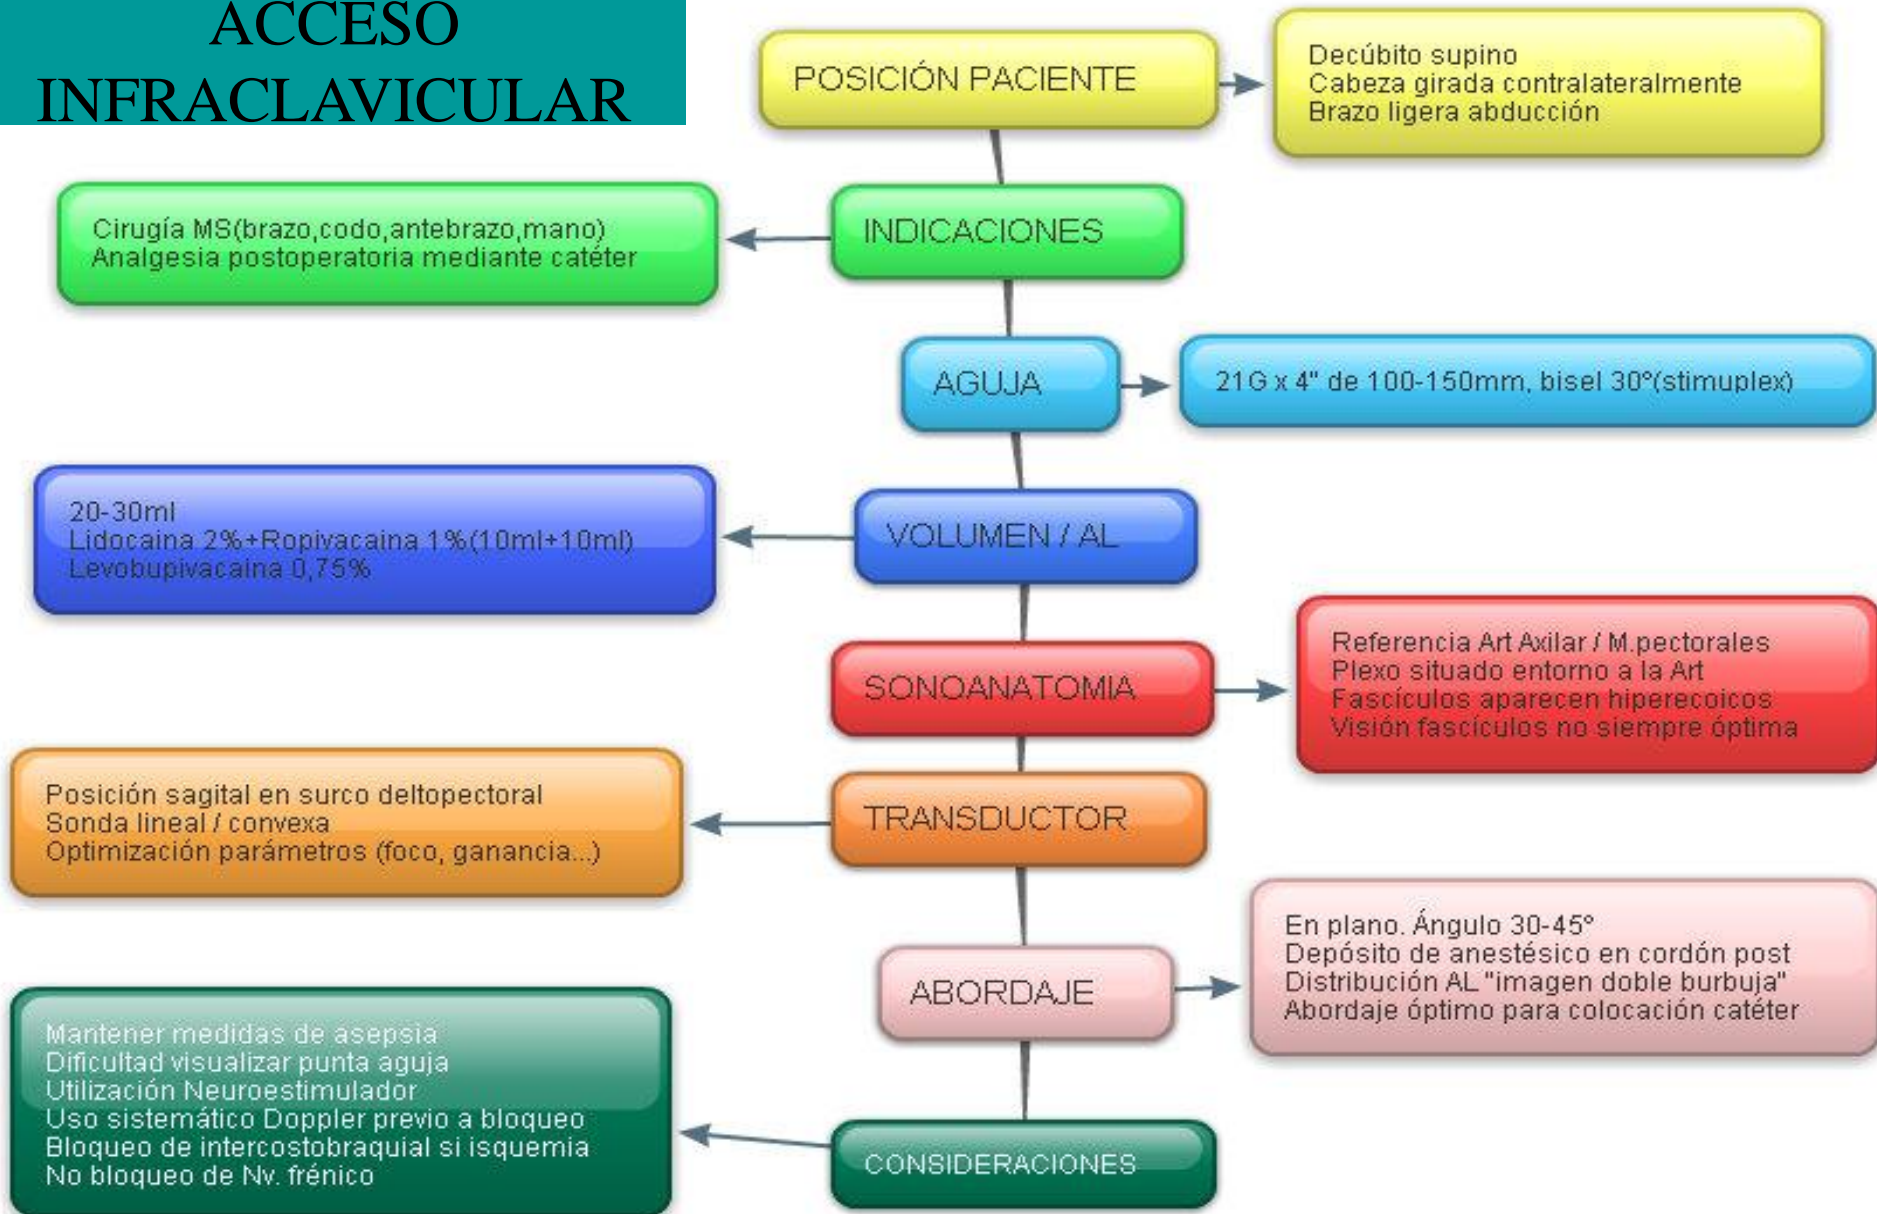 ACCESO
INFRACLAVICULAR
POSICIÓN PACIENTE
Decúbito supino
Cabeza girada contralateralmente
Brazo ligera abducción
INDICACIONES
Cirugía MS(brazo,codo,antebrazo,mano)
Analgesia postoperatoria mediante catéter
AGUJA
21G x 4" de 100-150mm, bisel 30º(stimuplex)
VOLUMEN / AL
20-30ml
Lidocaina 2%+Ropivacaina 1%(10ml+10ml)
Levobupivacaina 0,75%
SONOANATOMIA
Referencia Art Axilar / M.pectorales
Plexo situado entorno a la Art
Fascículos aparecen hiperecoicos
Visión fascículos no siempre óptima
TRANSDUCTOR
Posición sagital en surco deltopectoral
Sonda lineal / convexa
Optimización parámetros (foco, ganancia...)
ABORDAJE
En plano. Ángulo 30-45º
Depósito de anestésico en cordón post
Distribución AL "imagen doble burbuja"
Abordaje óptimo para colocación catéter
CONSIDERACIONES
Mantener medidas de asepsia
Dificultad visualizar punta aguja
Utilización Neuroestimulador
Uso sistemático Doppler previo a bloqueo
Bloqueo de intercostobraquial si isquemia
No bloqueo de Nv. frénico